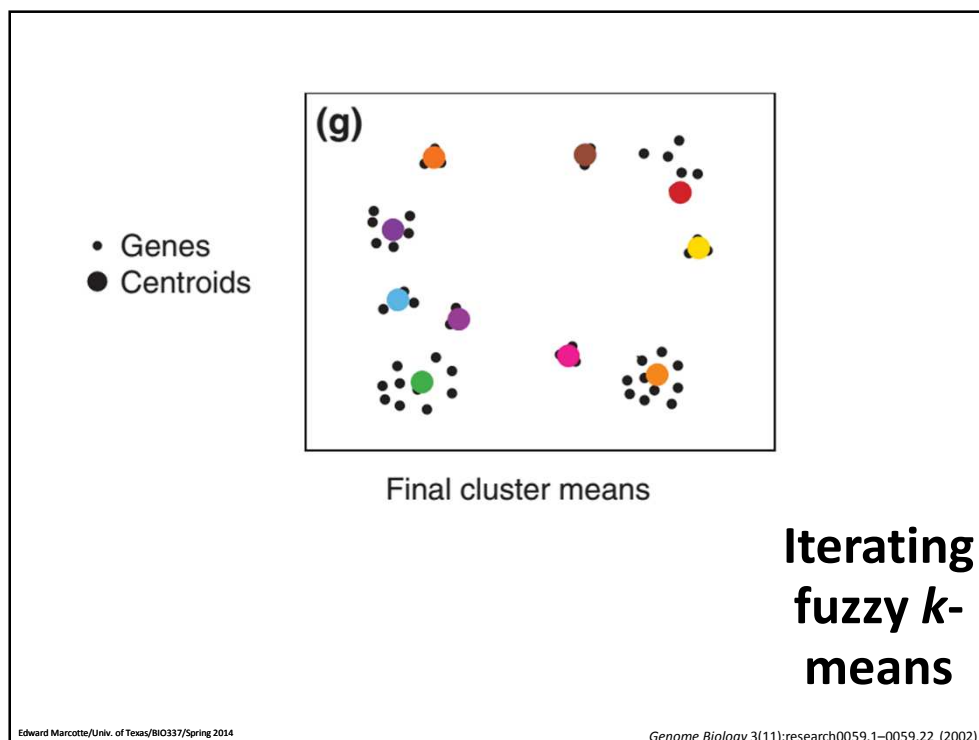 (g)
Genes
Centroids
Final cluster means
Iterating
fuzzy k-
means
Edward Marcotte/Univ. of Texas/BIO337/Spring 2014
Genome Biology 3(11):research0059.1–0059.22 (2002)